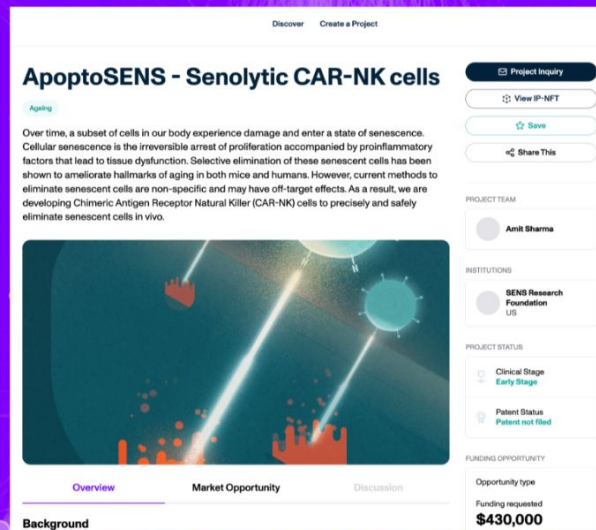 Discover Create a Project
ApoptoSENS - Senolytic CAR-NK cells
Ageing
Over time, a subset of cells in our body experience damage and enter a state of senescence.
Cellular senescence is the irreversible arrest of proliferation accompanied by proinflammatory
factors that lead to tissue dysfunction. Selective elimination of these senescent cells has been
shown to ameliorate hallmarks of aging in both mice and humans. However, current methods to
eliminate senescent cells are non-specific and may have off-target effects. As a result, we are
developing Chimeric Antigen Receptor Natural Killer (CAR-NK) cells to precisely and safely
eliminate senescent cells in vivo.
Overview Market Opportunity Discussion
Background
Project Inquiry
View IP-NFT
Save
Share This
PROJECT TEAM
Amit Sharma
INSTITUTIONS
SENS Research
Foundation
US
PROJECT STATUS
Clinical Stage
Early Stage
Patent Status
Patent not filed
FUNDING OPPORTUNITY
Opportunity type
Funding requested
$430,000